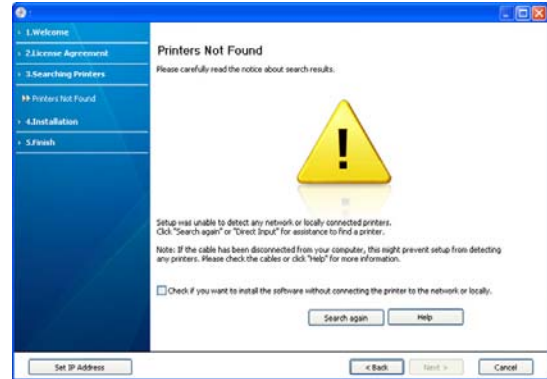 1.Welcome
2.License Agreement
3.Searching Printers
Printers Not Found
4.Installation
5.Finish
Printers Not Found
Please carefully read the notice about search results.
Setup was unable to detect any network or locally connected printers.
Click "Search again" or "Direct Input" for assistance to find a printer.
Note: If the cable has been disconnected from your computer, this might prevent setup from detecting
any printers. Please check the cables or click "Help" for more information.
Check if you want to install the software without connecting the printer to the network or locally.
Search again
Help
Set IP Address
< Back
Next >
Cancel